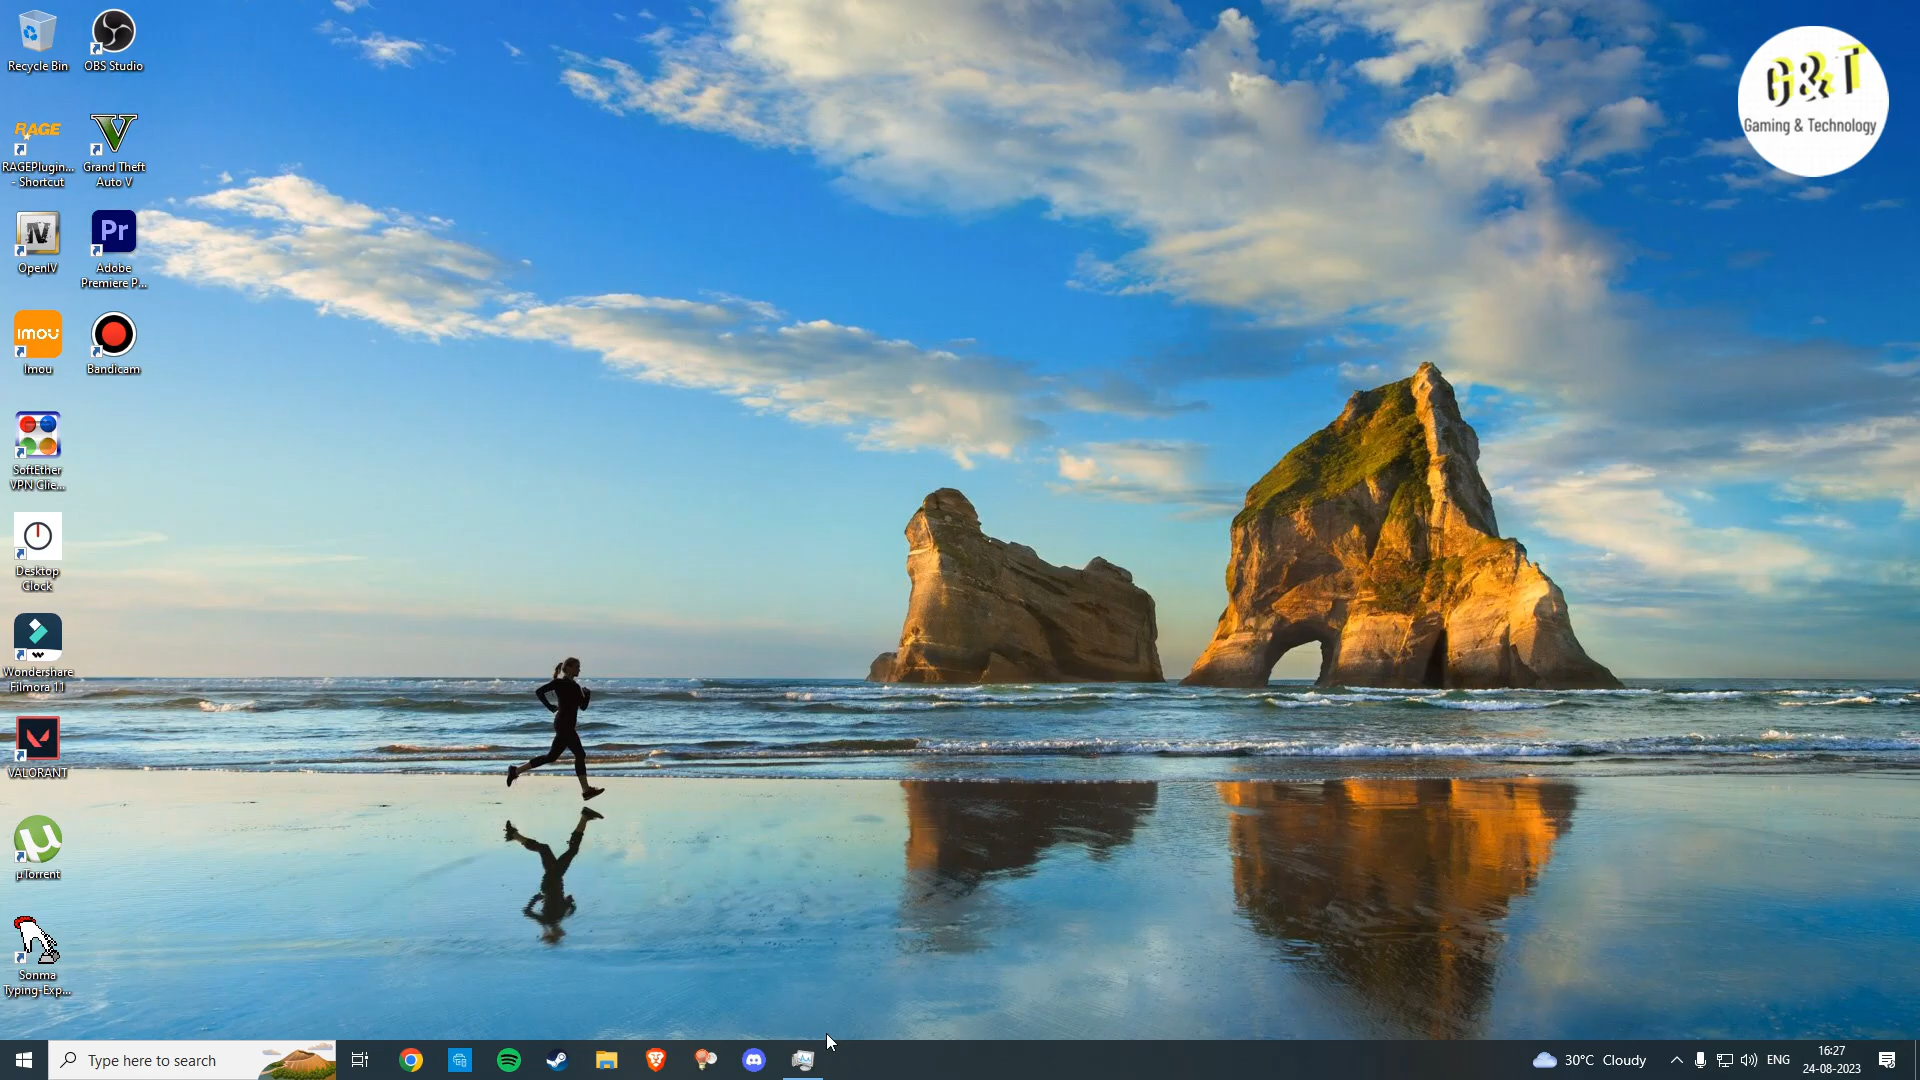 Recycle Bin
OBS Studio
RAGE
RAGEPlugin...
- Shortcut
Grand Theft
Auto V
V
IV
OpenIV
Pr
Adobe
Premiere P...
imou
Imou
Bandicam
SoftEther
VPN Clie...
Desktop
Clock
Wondershare
Filmora 11
VALORANT
µ
µTorrent
Sonma
Typing-Exp...
G&T
Gaming & Technology
Type here to search
30°C Cloudy
ENG
16:27
24-08-2023